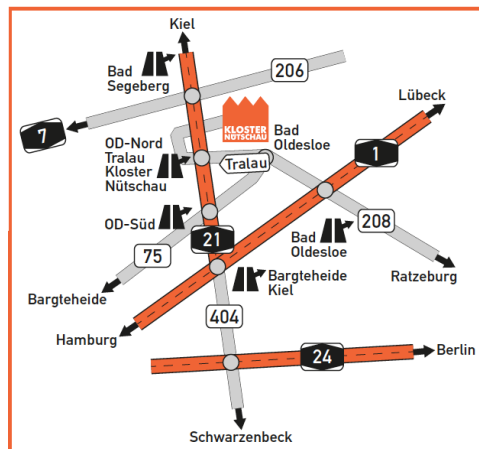 Kiel
Bad
Segeberg
206
7
Lübeck
KLOSTER
NÜTSCHAU
Bad
Oldesloe
1
OD-Nord
Tralau
Kloster
Nütschau
Tralau
OD-Süd
208
21
75
Bad
Oldesloe
Bargteheide
Kiel
Ratzeburg
Bargteheide
404
Hamburg
24
Berlin
Schwarzenbeck